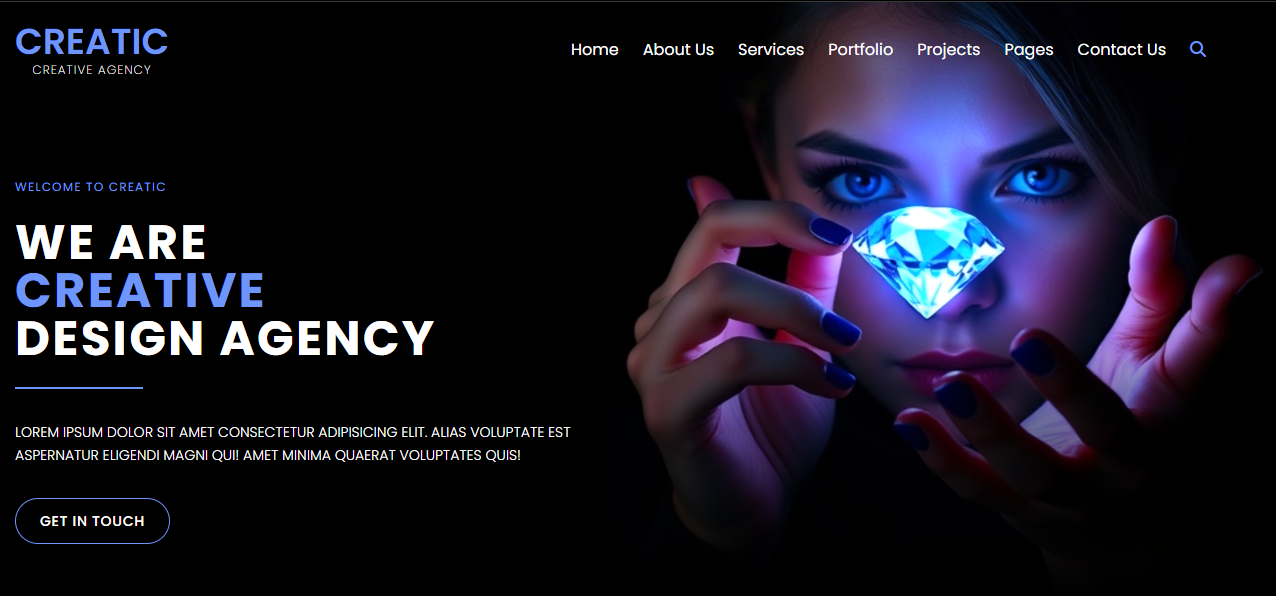 CREATIC
CREATIVE AGENCY
Home About Us Services Portfolio Projects Pages Contact Us
WELCOME TO CREATIC
WE ARE
CREATIVE
DESIGN AGENCY
LOREM IPSUM DOLOR SIT AMET CONSECTETUR ADIPISICING ELIT. ALIAS VOLUPTATE EST
ASPERNATUR ELIGENDI MAGNI QUI! AMET MINIMA QUAERAT VOLUPTATES QUIS!
GET IN TOUCH